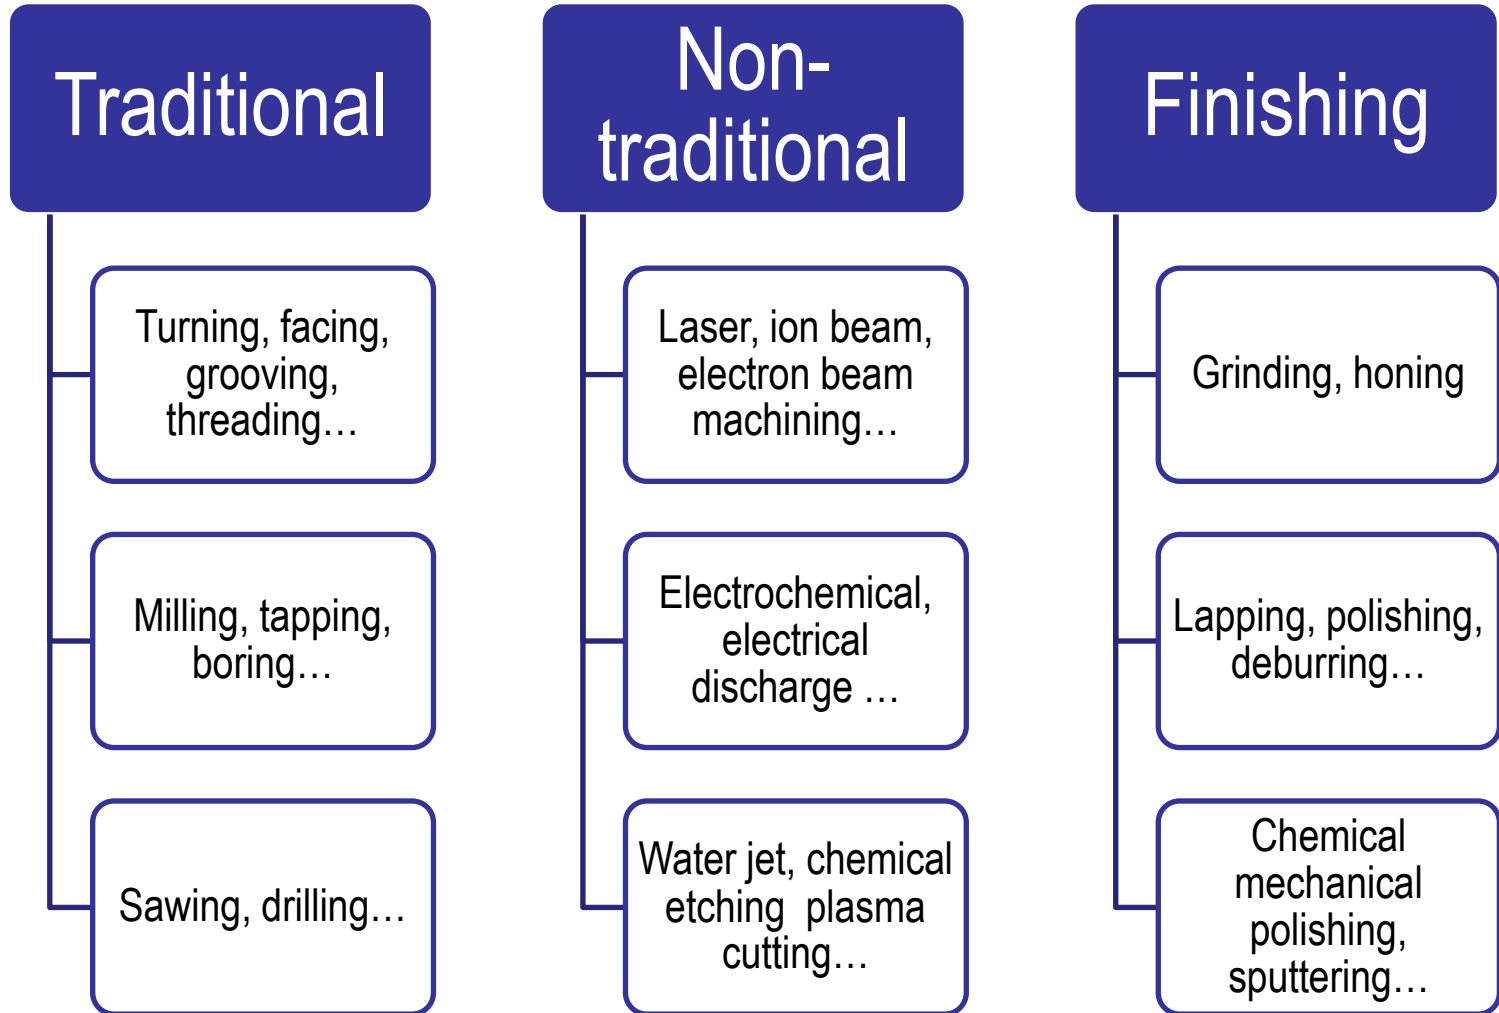 Traditional
Turning, facing,
grooving,
threading…
Milling, tapping,
boring…
Sawing, drilling…
Non-
traditional
Laser, ion beam,
electron beam
machining…
Electrochemical,
electrical
discharge …
Water jet, chemical
etching  plasma
cutting…
Finishing
Grinding, honing
Lapping, polishing,
deburring…
Chemical
mechanical
polishing,
sputtering…